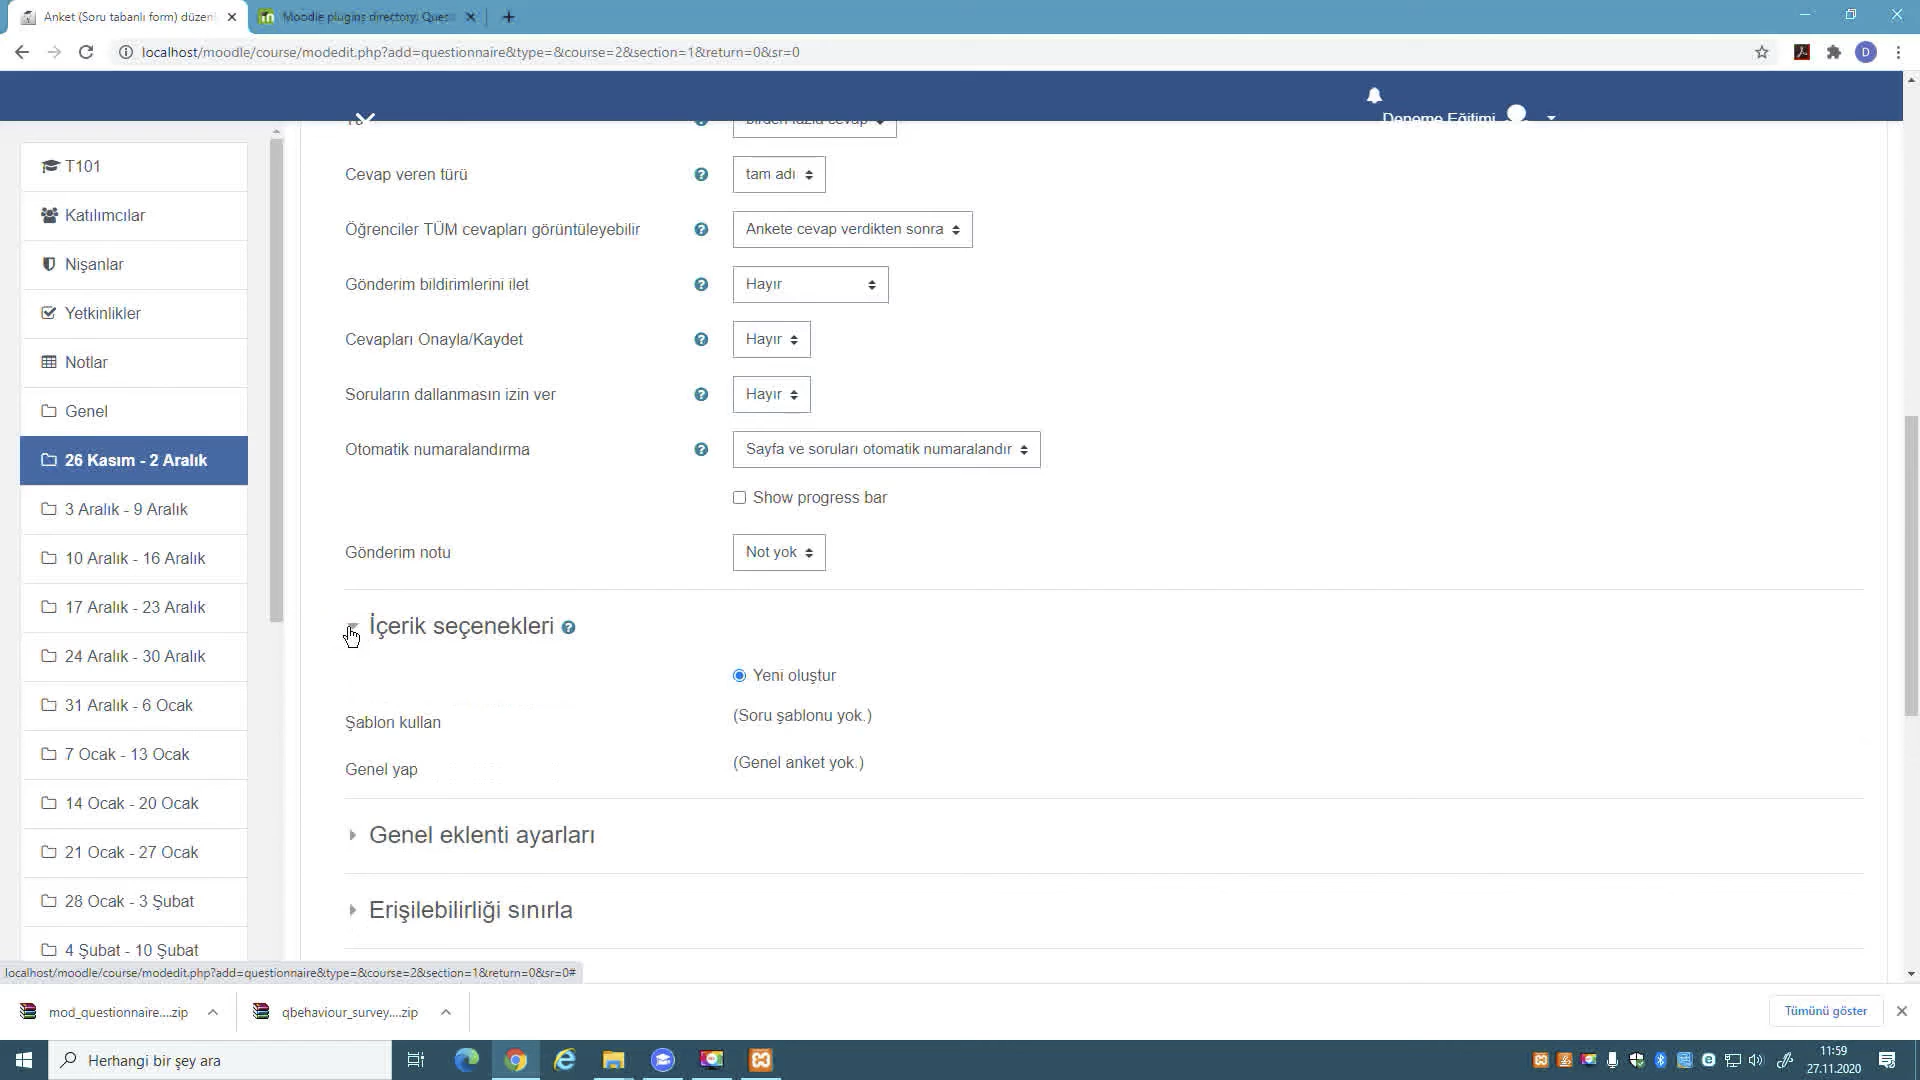 Anket (Soru tabanlı form) düzen
Moodle plugins directory: Ques
localhost/moodle/course/modedit.php?add=questionnaire&type=&course=2&section=1&return=0&sr=0
D
Deneme Eğitimi
birden fazla cevap
T101
Katılımcılar
Nişanlar
Yetkinlikler
Notlar
Genel
26 Kasım - 2 Aralık
3 Aralık - 9 Aralık
10 Aralık - 16 Aralık
17 Aralık - 23 Aralık
24 Aralık - 30 Aralık
31 Aralık - 6 Ocak
7 Ocak - 13 Ocak
14 Ocak - 20 Ocak
21 Ocak - 27 Ocak
28 Ocak - 3 Şubat
4 Şubat - 10 Şubat
Cevap veren türü
tam adı
Öğrenciler TÜM cevapları görüntüleyebilir
Ankete cevap verdikten sonra
Gönderim bildirimlerini ilet
Hayır
Cevapları Onayla/Kaydet
Hayır
Soruların dallanmasın izin ver
Hayır
Otomatik numaralandırma
Sayfa ve soruları otomatik numaralandır
Show progress bar
Gönderim notu
Not yok
İçerik seçenekleri
Yeni oluştur
Şablon kullan
(Soru şablonu yok.)
Genel yap
(Genel anket yok.)
Genel eklenti ayarları
Erişilebilirliği sınırla
localhost/moodle/course/modedit.php?add=questionnaire&type=&course=2&section=1&return=0&sr=0#
mod_questionnaire....zip
qbehaviour_survey....zip
Tümünü göster
Herhangi bir şey ara
11:59
27.11.2020